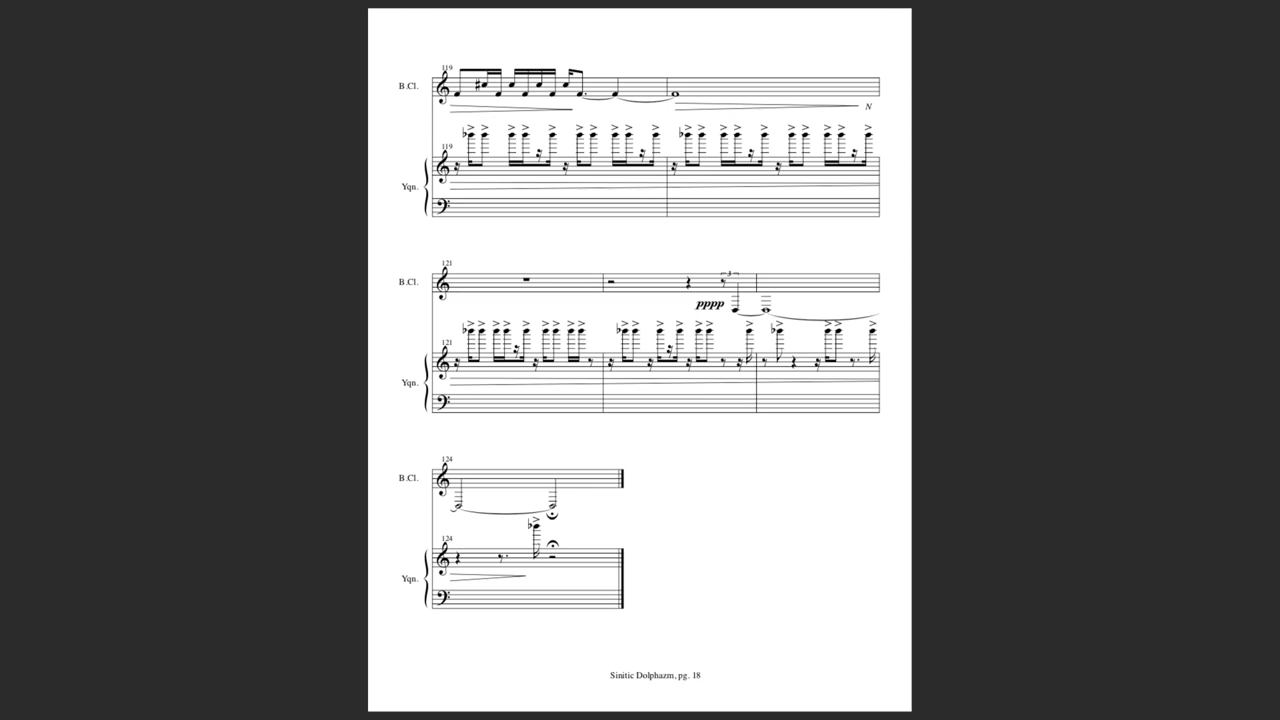 119
B.Cl.
N
119
Yqn.
121
B.Cl.
3
pppp
121
Yqn.
124
B.Cl.
124
Yqn.
Sinitic Dolphazm, pg. 18